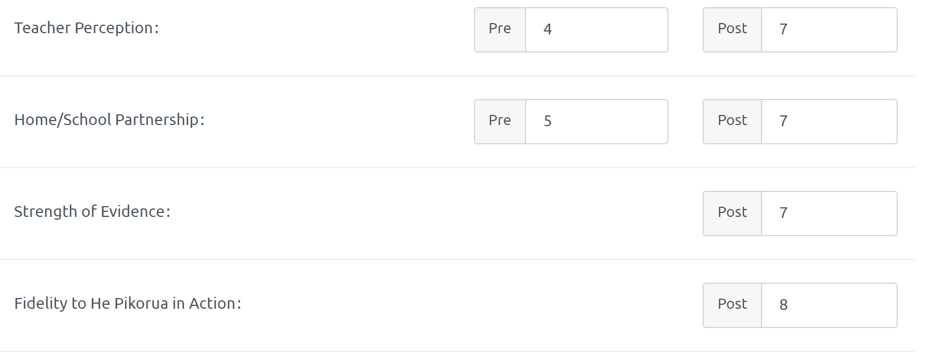 Teacher Perception: Pre 4 Post 7
Home/School Partnership: Pre 5 Post 7
Strength of Evidence: Post 7
Fidelity to He Pikorua in Action: Post 8